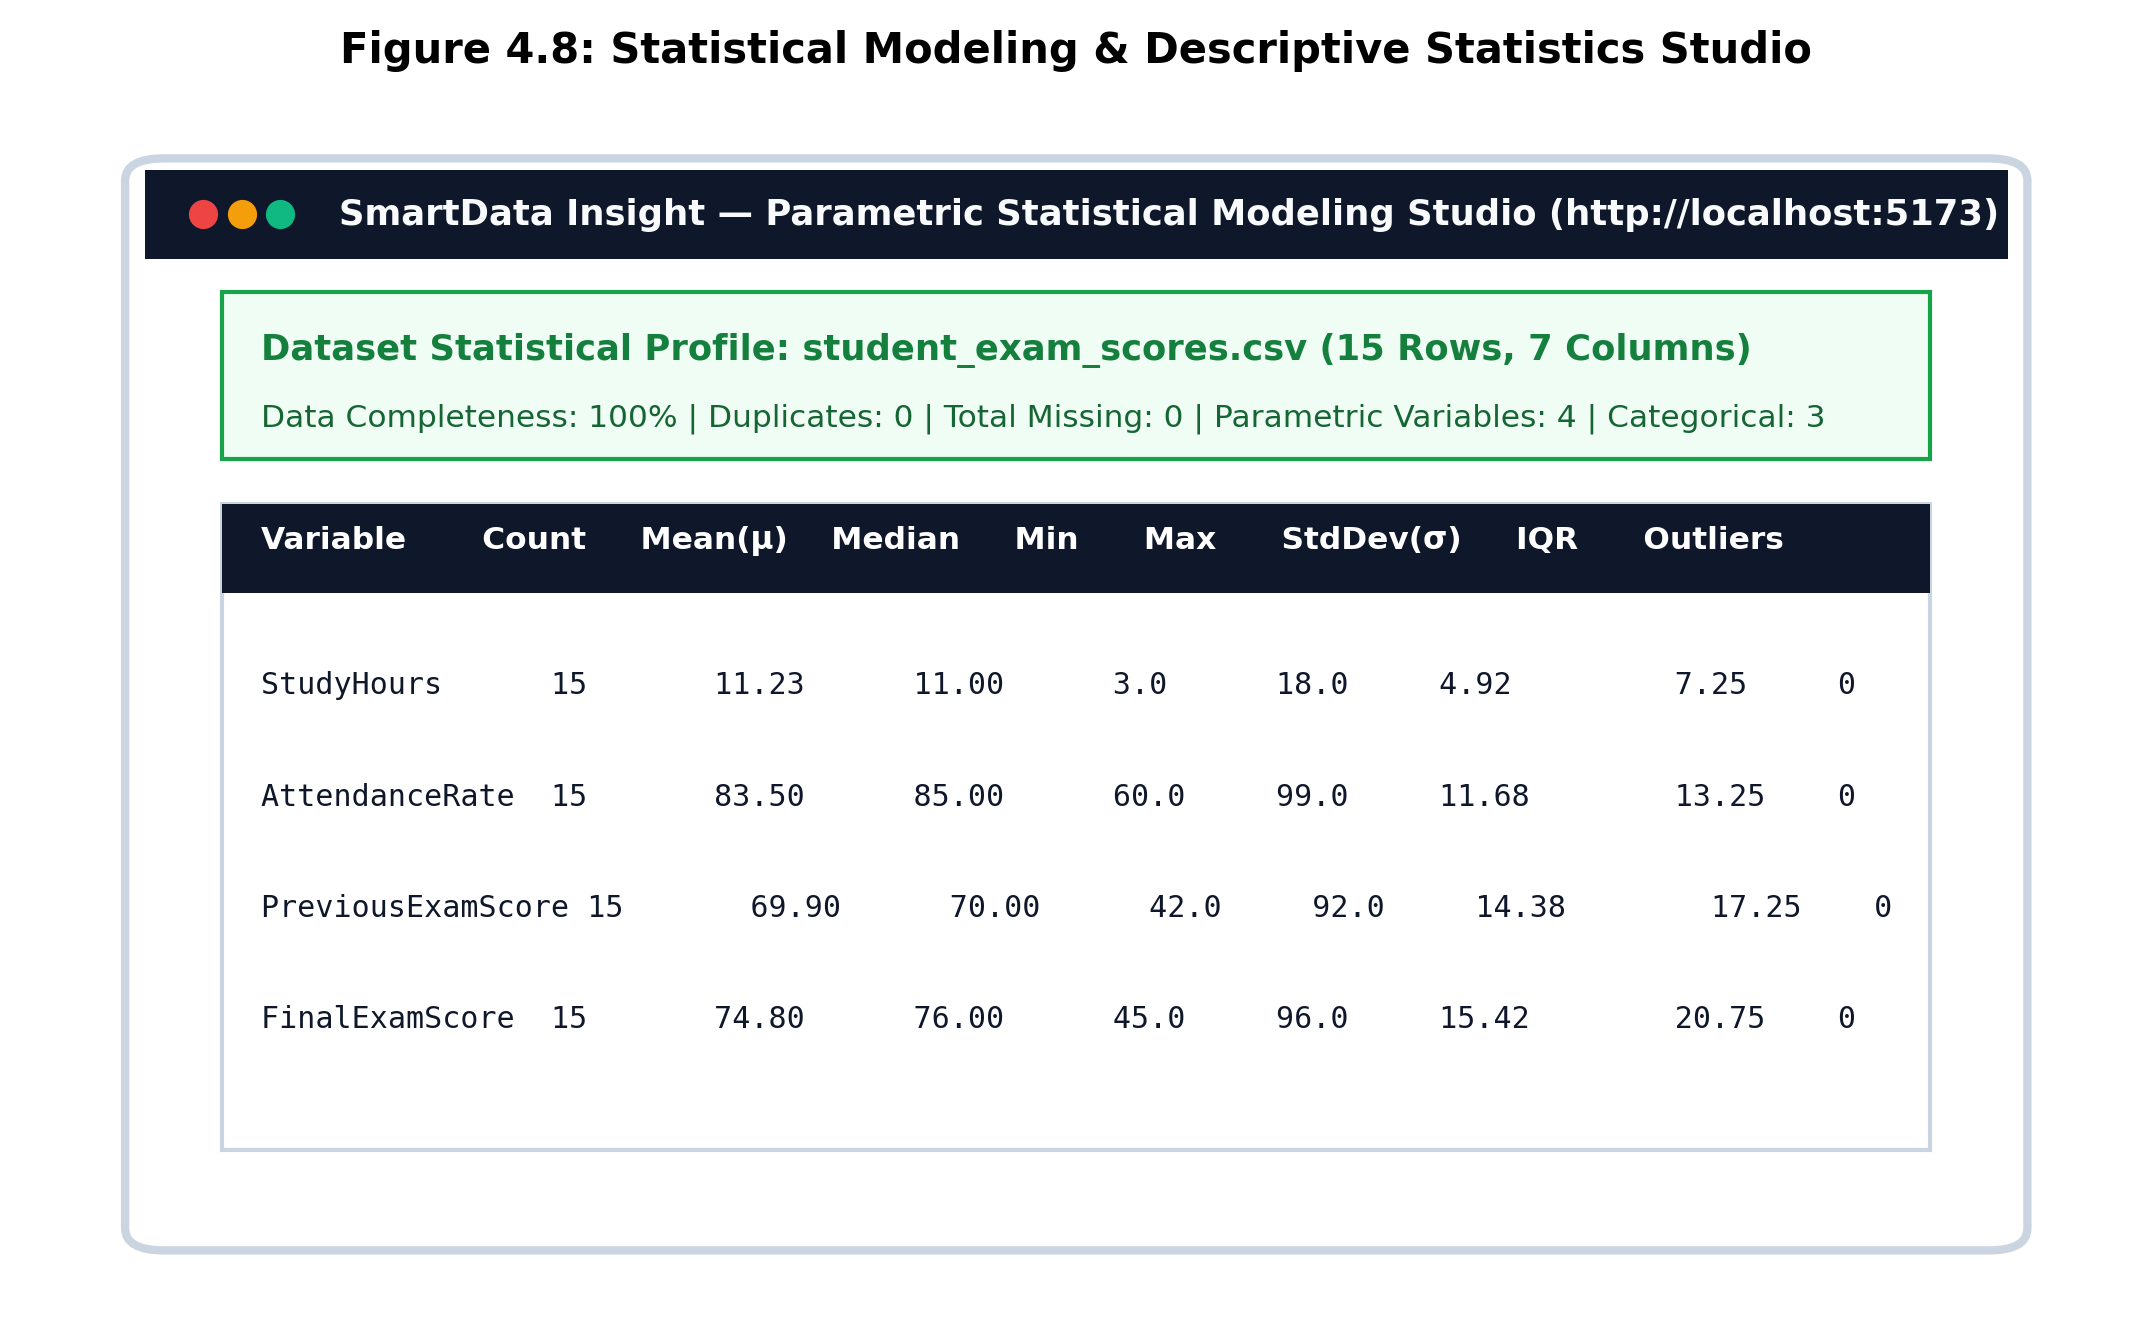 Figure 4.8: Statistical Modeling & Descriptive Statistics Studio
SmartData Insight — Parametric Statistical Modeling Studio (http://localhost:5173)
Dataset Statistical Profile: student_exam_scores.csv (15 Rows, 7 Columns)
Data Completeness: 100% | Duplicates: 0 | Total Missing: 0 | Parametric Variables: 4 | Categorical: 3
Variable Count Mean(μ) Median Min Max StdDev(σ) IQR Outliers
StudyHours 15 11.23 11.00 3.0 18.0 4.92 7.25 0
AttendanceRate 15 83.50 85.00 60.0 99.0 11.68 13.25 0
PreviousExamScore 15 69.90 70.00 42.0 92.0 14.38 17.25 0
FinalExamScore 15 74.80 76.00 45.0 96.0 15.42 20.75 0